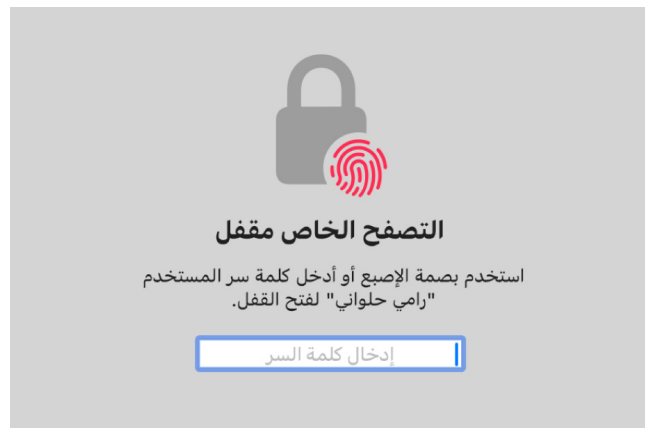 التصفح الخاص مقفل
استخدم بصمة الإصبع أو أدخل كلمة سر المستخدم
"رامي حلواني" لفتح القفل.
إدخال كلمة السر